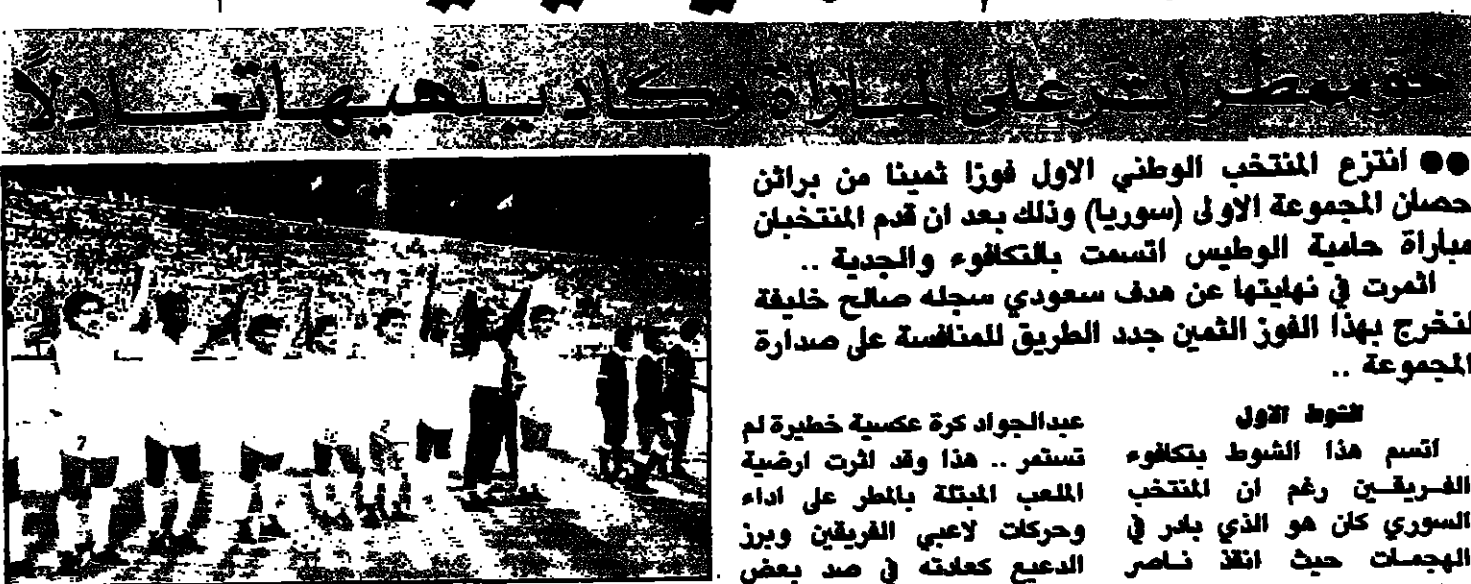 جو ممطر أثر على المباراة وكاد ينهيها تعادلاً
●● انتزع المنتخب الوطني الاول فوزا ثمينا من براثن
حصان المجموعة الاولى (سوريا) وذلك بعد ان قدم المنتخبان
مباراة حامية الوطيس اتسمت بالتكافوء والجدية ..
اثمرت في نهايتها عن هدف سعودي سجله صالح خليفة
لنخرج بهذا الفوز الثمين جدد الطريق للمنافسة على صدارة
المجموعة ..
الشوط الاول
اتسم هذا الشوط بتكافوء
الفريقين رغم ان المنتخب
السوري كان هو الذي بادر في
الهجمات حيث انقذ ناصر
عبدالجواد كرة عكسية خطيرة لم
تستمر .. هذا وقد اثرت ارضية
الملعب المبتلة بالمطر على اداء
وحركات لاعبي الفريقين وبرز
الدعيع كعادته في صد بعض